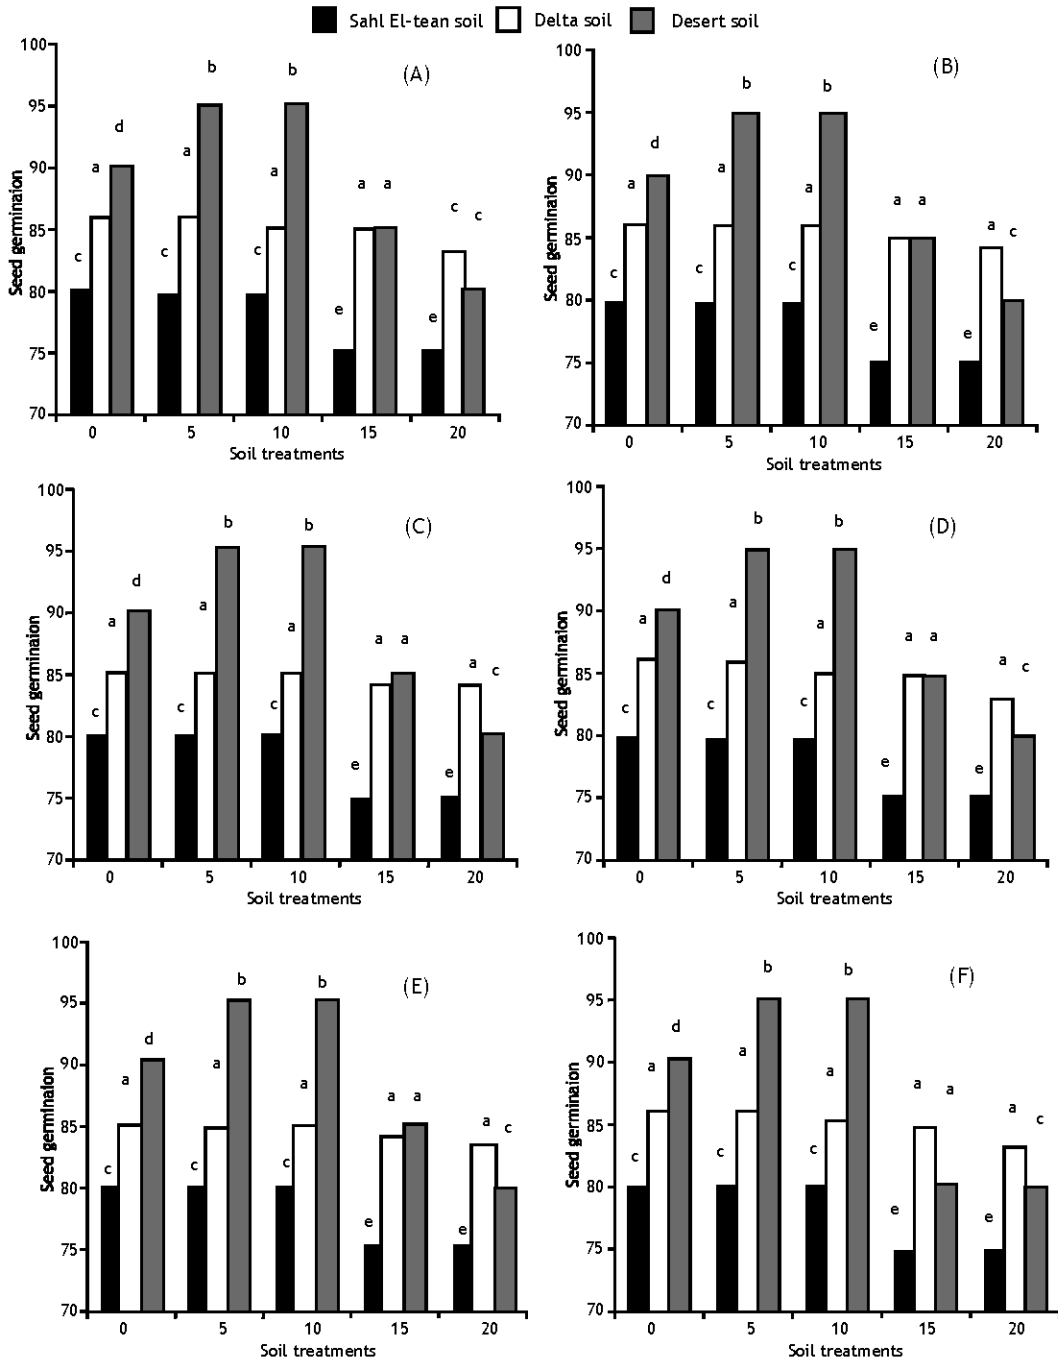 Sahl El-tean soil Delta soil Desert soil
(A)
Seed germinaion
100
95
90
85
80
75
70
c a d
c a b
c a b
e a a
e c c
0 5 10 15 20
Soil treatments
(B)
Seed germinaion
100
95
90
85
80
75
70
c a d
c a b
c a b
e a a
e a c
0 5 10 15 20
Soil treatments
(C)
Seed germinaion
100
95
90
85
80
75
70
c a d
c a b
c a b
e a a
e a c
0 5 10 15 20
Soil treatments
(D)
Seed germinaion
100
95
90
85
80
75
70
c a d
c a b
c a b
e a a
e a c
0 5 10 15 20
Soil treatments
(E)
Seed germinaion
100
95
90
85
80
75
70
c a d
c a b
c a b
e a a
e a c
0 5 10 15 20
Soil treatments
(F)
Seed germinaion
100
95
90
85
80
75
70
c a d
c a b
c a b
e a a
e a c
0 5 10 15 20
Soil treatments